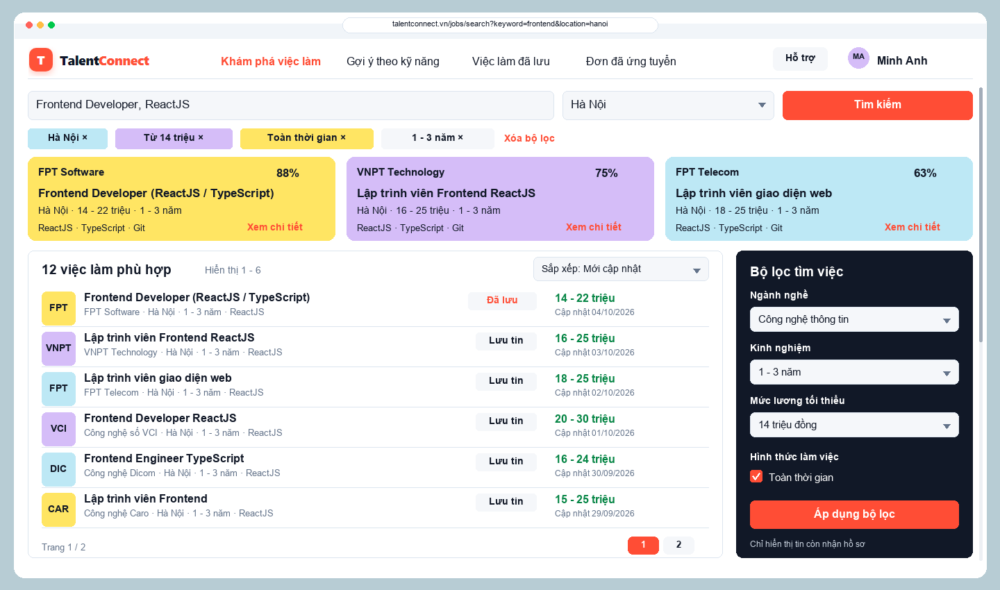 talentconnect.vn/jobs/search?keyword=frontend&location=hanoi
T TalentConnect
Khám phá việc làm
Gợi ý theo kỹ năng
Việc làm đã lưu
Đơn đã ứng tuyển
Hỗ trợ
MA
Minh Anh
Frontend Developer, ReactJS
Hà Nội
Tìm kiếm
Hà Nội ×
Từ 14 triệu ×
Toàn thời gian ×
1 - 3 năm ×
Xóa bộ lọc
FPT Software 88%
Frontend Developer (ReactJS / TypeScript)
Hà Nội · 14 - 22 triệu · 1 - 3 năm
ReactJS · TypeScript · Git Xem chi tiết
VNPT Technology 75%
Lập trình viên Frontend ReactJS
Hà Nội · 16 - 25 triệu · 1 - 3 năm
ReactJS · TypeScript · Git Xem chi tiết
FPT Telecom 63%
Lập trình viên giao diện web
Hà Nội · 18 - 25 triệu · 1 - 3 năm
ReactJS · TypeScript · Git Xem chi tiết
12 việc làm phù hợp
Hiển thị 1 - 6
Sắp xếp: Mới cập nhật
FPT
Frontend Developer (ReactJS / TypeScript)
FPT Software · Hà Nội · 1 - 3 năm · ReactJS
Đã lưu
14 - 22 triệu
Cập nhật 04/10/2026
VNPT
Lập trình viên Frontend ReactJS
VNPT Technology · Hà Nội · 1 - 3 năm · ReactJS
Lưu tin
16 - 25 triệu
Cập nhật 03/10/2026
FPT
Lập trình viên giao diện web
FPT Telecom · Hà Nội · 1 - 3 năm · ReactJS
Lưu tin
18 - 25 triệu
Cập nhật 02/10/2026
VCI
Frontend Developer ReactJS
Công nghệ số VCI · Hà Nội · 1 - 3 năm · ReactJS
Lưu tin
20 - 30 triệu
Cập nhật 01/10/2026
DIC
Frontend Engineer TypeScript
Công nghệ Dicom · Hà Nội · 1 - 3 năm · ReactJS
Lưu tin
16 - 24 triệu
Cập nhật 30/09/2026
CAR
Lập trình viên Frontend
Công nghệ Caro · Hà Nội · 1 - 3 năm · ReactJS
Lưu tin
15 - 25 triệu
Cập nhật 29/09/2026
Trang 1 / 2
1
2
Bộ lọc tìm việc
Ngành nghề
Công nghệ thông tin
Kinh nghiệm
1 - 3 năm
Mức lương tối thiểu
14 triệu đồng
Hình thức làm việc
Toàn thời gian
Áp dụng bộ lọc
Chỉ hiển thị tin còn nhận hồ sơ